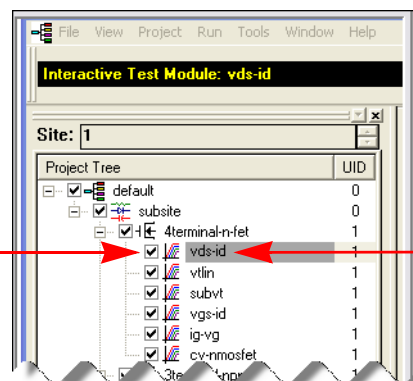 File View Project Run Tools Window Help
Interactive Test Module: vds-id
Site: 1
Project Tree UID
default 0
subsite 0
4terminal-n-fet 1
vds-id 1
vtlin 1
subvt 1
vgs-id 1
ig-vg 1
cv-nmosfet 1